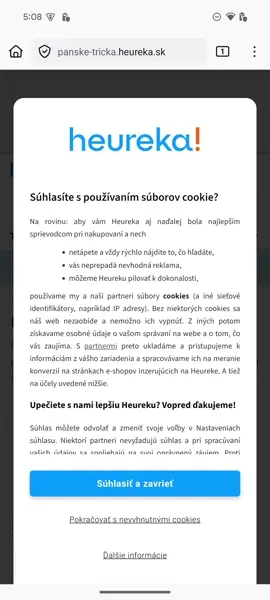 5:08
panske-tricka.heureka.sk
1
heureka!
Súhlasíte s používaním súborov cookie?
Na rovinu: aby vám Heureka aj naďalej bola najlepším
sprievodcom pri nakupovaní a nech
netápete a vždy rýchlo nájdite to, čo hľadáte,
vás neprepadá nevhodná reklama,
môžeme Heureku pilovať k dokonalosti,
používame my a naši partneri súbory cookies (a iné sieťové
identifikátory, napríklad IP adresy). Bez niektorých cookies sa
náš web nezaobíde a nemožno ich vypnúť. Z iných potom
získavame osobné údaje o vašom správaní na webe a o tom, čo
vás zaujíma. S partnermi preto ukladáme a pristupujeme k
informáciám z vášho zariadenia a spracovávame ich na meranie
konverzií na stránkach e-shopov inzerujúcich na Heureke. A tiež
na účely uvedené nižšie.
Upečiete s nami lepšiu Heureku? Vopred ďakujeme!
Súhlas môžete odvolať a zmeniť svoje voľby v Nastaveniach
súhlasu. Niektorí partneri nevyžadujú súhlas a pri spracúvaní
vašich údajov sa spoliehajú na svoj oprávnený záujem. Proti
Súhlasiť a zavrieť
Pokračovať s nevyhnutnými cookies
Ďalšie informácie